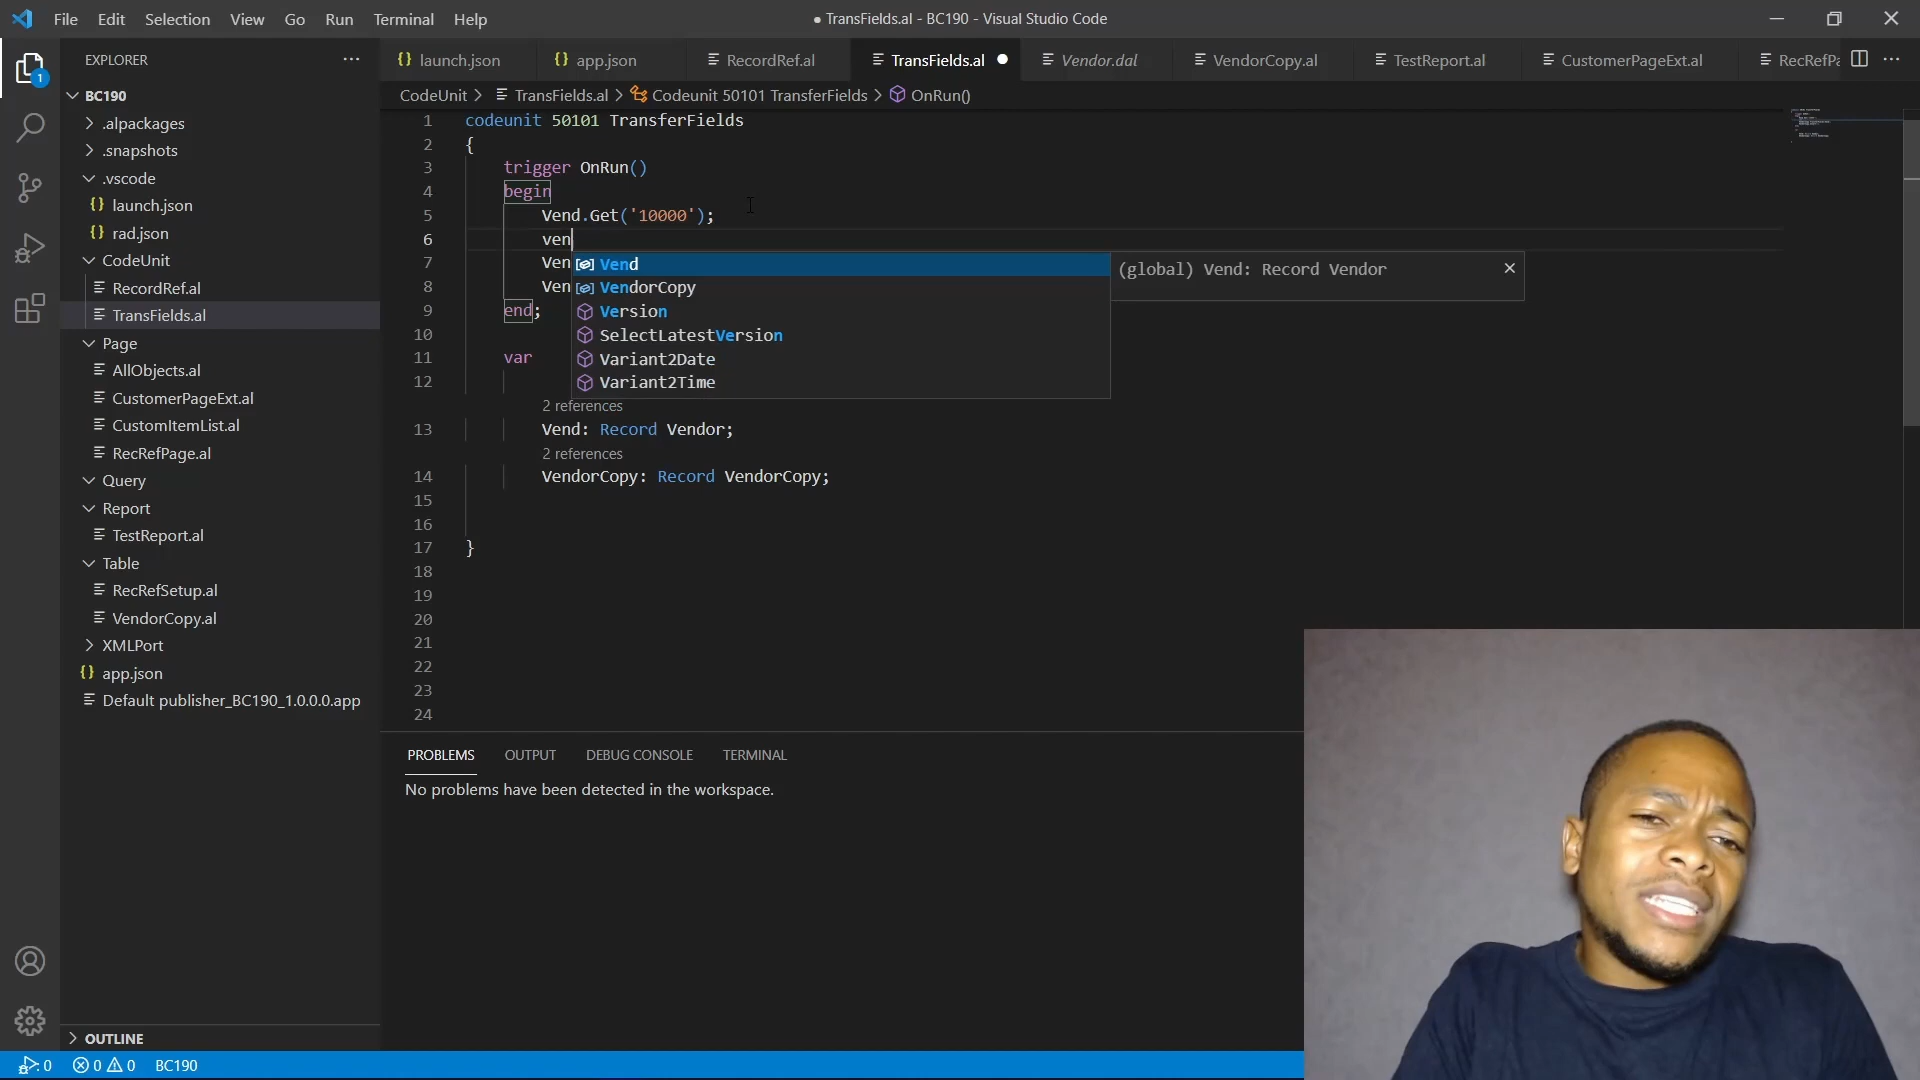 File Edit Selection View Go Run Terminal Help
● TransFields.al - BC190 - Visual Studio Code
EXPLORER
launch.json
app.json
RecordRef.al
TransFields.al
Vendor.dal
VendorCopy.al
TestReport.al
CustomerPageExt.al
RecRefPa
1
CodeUnit > TransFields.al > Codeunit 50101 TransferFields > OnRun()
BC190
.alpackages
.snapshots
.vscode
launch.json
rad.json
CodeUnit
RecordRef.al
TransFields.al
Page
AllObjects.al
CustomerPageExt.al
CustomItemList.al
RecRefPage.al
Query
Report
TestReport.al
Table
RecRefSetup.al
VendorCopy.al
XMLPort
app.json
Default publisher_BC190_1.0.0.0.app
OUTLINE
1 codeunit 50101 TransferFields
2 {
3 trigger OnRun()
4 begin
5 Vend.Get('10000');
6 ven
7 Ven
8 Ven
9 end;
10
11 var
12
2 references
13 Vend: Record Vendor;
2 references
14 VendorCopy: Record VendorCopy;
15
16
17 }
18
19
20
21
22
23
24
Vend
VendorCopy
Version
SelectLatestVersion
Variant2Date
Variant2Time
(global) Vend: Record Vendor
PROBLEMS OUTPUT DEBUG CONSOLE TERMINAL
No problems have been detected in the workspace.
0 0 0 BC190